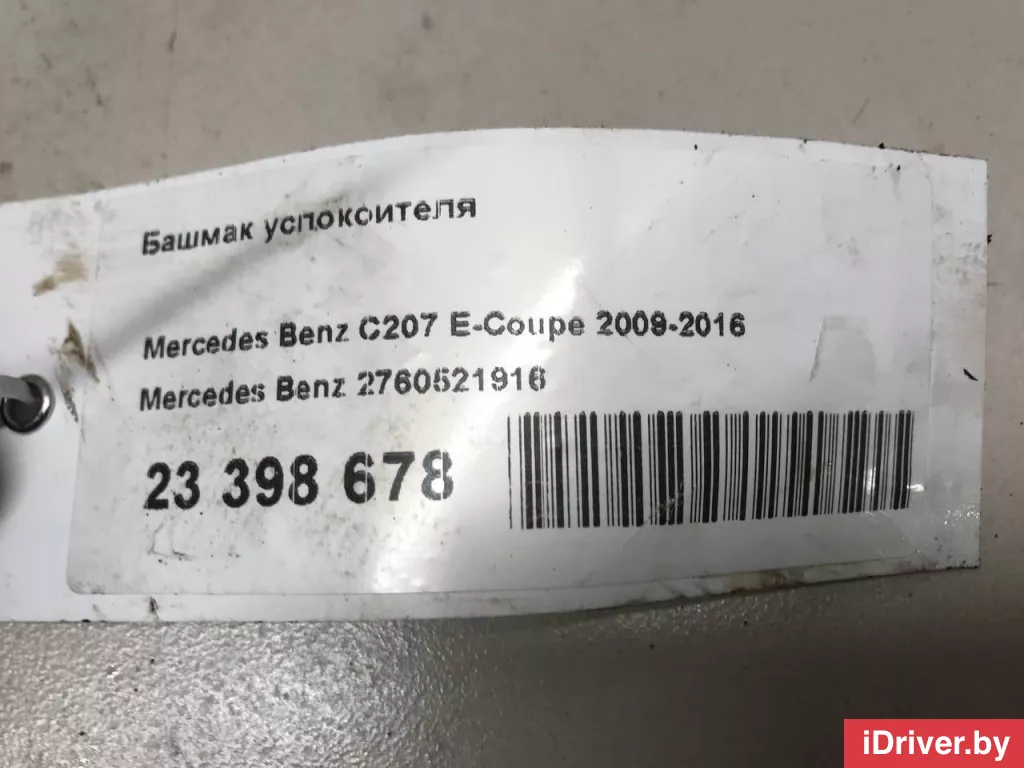 Башмак успокоителя
Mercedes Benz C207 E-Coupe 2009-2016
Mercedes Benz 2760521916
23 398 678
iDriver.by